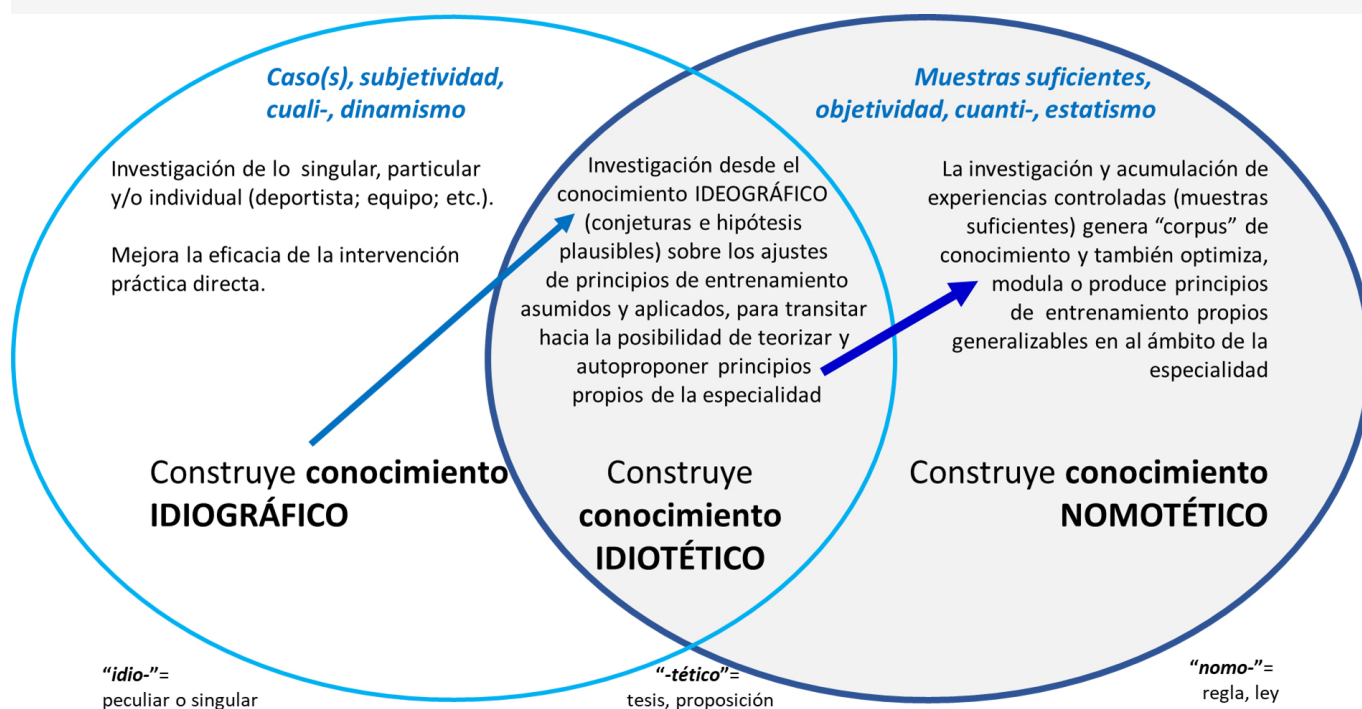 Caso(s), subjetividad,
cuali-, dinamismo
Investigación de lo singular, particular
y/o individual (deportista; equipo; etc.).
Mejora la eficacia de la intervención
práctica directa.
Construye conocimiento
IDIOGRÁFICO
Investigación desde el
conocimiento IDEOGRÁFICO
(conjeturas e hipótesis
plausibles) sobre los ajustes
de principios de entrenamiento
asumidos y aplicados, para transitar
hacia la posibilidad de teorizar y
autoproponer principios
propios de la especialidad
Construye
conocimiento
IDIOTÉTICO
Muestras suficientes,
objetividad, cuanti-, estatismo
La investigación y acumulación de
experiencias controladas (muestras
suficientes) genera “corpus” de
conocimiento y también optimiza,
modula o produce principios
de entrenamiento propios
generalizables en al ámbito de la
especialidad
Construye conocimiento
NOMOTÉTICO
“idio-”=
peculiar o singular
“-tético”=
tesis, proposición
“nomo-”=
regla, ley